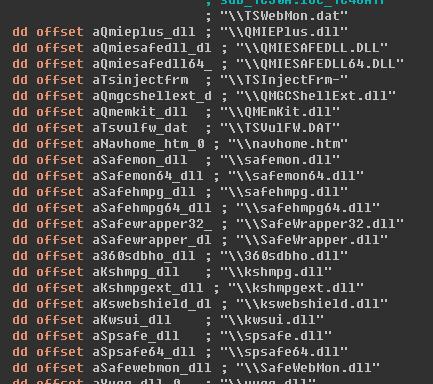 ; "\\TSWebMon.dat"
dd offset aQmieplus_dll ; "\\QMIEPlus.dll"
dd offset aQmiesafedll_dl ; "\\QMIESAFEDLL.DLL"
dd offset aQmiesafedll64_ ; "\\QMIESAFEDLL64.DLL"
dd offset aTsinjectfrm ; "\\TSInjectFrm-"
dd offset aQmgcshellext_d ; "\\QMGCShellExt.dll"
dd offset aQmemkit_dll ; "\\QMEmKit.dll"
dd offset aTsvulfw_dat ; "\\TSVulFW.DAT"
dd offset aNavhome_htm_0 ; "\\navhome.htm"
dd offset aSafemon_dll ; "\\safemon.dll"
dd offset aSafemon64_dll ; "\\safemon64.dll"
dd offset aSafehmpg_dll ; "\\safehmpg.dll"
dd offset aSafehmpg64_dll ; "\\safehmpg64.dll"
dd offset aSafewrapper32_ ; "\\SafeWrapper32.dll"
dd offset aSafewrapper_dl ; "\\SafeWrapper.dll"
dd offset a360sdbho_dll ; "\\360sdbho.dll"
dd offset aKshmpg_dll ; "\\kshmpg.dll"
dd offset aKshmpgext_dll ; "\\kshmpgext.dll"
dd offset aKswebshield_dl ; "\\kswebshield.dll"
dd offset aKwsui_dll ; "\\kwsui.dll"
dd offset aSpsafe_dll ; "\\spsafe.dll"
dd offset aSpsafe64_dll ; "\\spsafe64.dll"
dd offset aSafewebmon_dll ; "\\SafeWebMon.dll"
dd offset